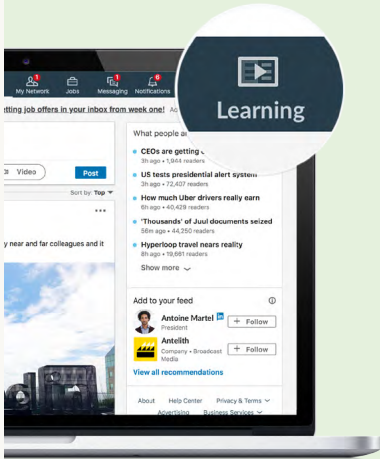 1
1
6
My Network
Jobs
Messaging
Notifications
Learning
etting job offers in your inbox from week one! Ad
What people a
CEOs are getting
3h ago • 1,944 readers
US tests presidential alert system
3h ago • 72,407 readers
How much Uber drivers really earn
6h ago • 40,429 readers
'Thousands' of Juul documents seized
56m ago • 44,250 readers
Hyperloop travel nears reality
8h ago • 19,661 readers
Show more
Video
Post
Sort by: Top
y near and far colleagues and it
Add to your feed
Antoine Martel in
President
+ Follow
Antelith
Company • Broadcast
Media
+ Follow
View all recommendations
About Help Center Privacy & Terms
Advertising Business Services